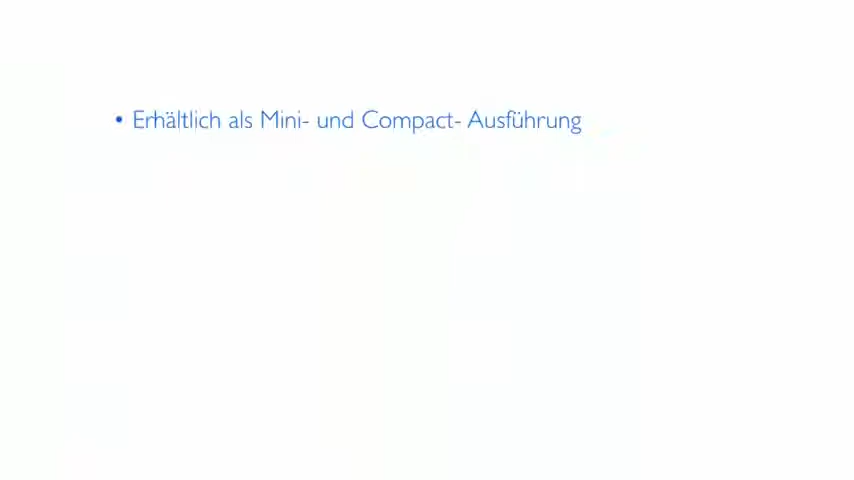 • Erhältlich als Mini- und Compact- Ausführung